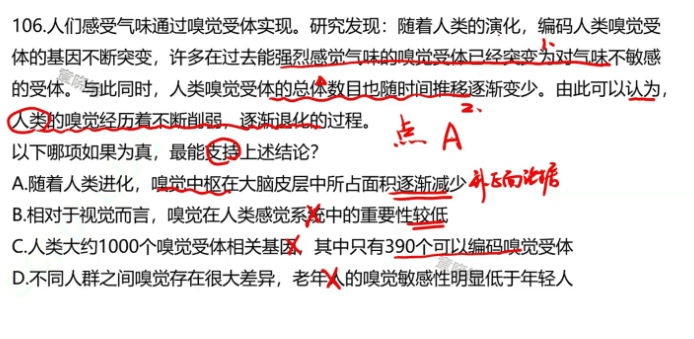 106.人们感受气味通过嗅觉受体实现。研究发现：随着人类的演化，编码人类嗅觉受
体的基因不断突变，许多在过去能强烈感觉气味的嗅觉受体已经突变为对气味不敏感
的受体。与此同时，人类嗅觉受体的总体数目也随时间推移逐渐变少。由此可以认为，
人类的嗅觉经历着不断削弱，逐渐退化的过程。
1.
2.
点 A
以下哪项如果为真，最能支持上述结论？
A.随着人类进化，嗅觉中枢在大脑皮层中所占面积逐渐减少 补正向论据
B.相对于视觉而言，嗅觉在人类感觉系统中的重要性较低
C.人类大约1000个嗅觉受体相关基因，其中只有390个可以编码嗅觉受体
D.不同人群之间嗅觉存在很大差异，老年人的嗅觉敏感性明显低于年轻人